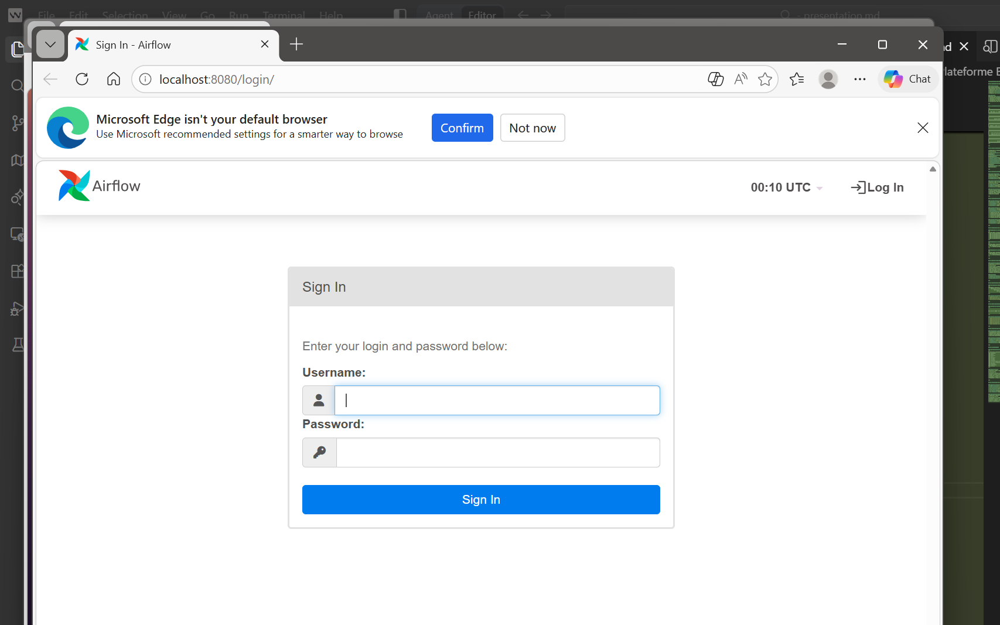 File Edit Selection View Go Run Terminal Help Agent Editor - presentation.md
Sign In - Airflow
localhost:8080/login/
Chat
lateforme
Microsoft Edge isn't your default browser
Use Microsoft recommended settings for a smarter way to browse
Confirm
Not now
Airflow
00:10 UTC
Log In
Sign In
Enter your login and password below:
Username:
Password:
Sign In